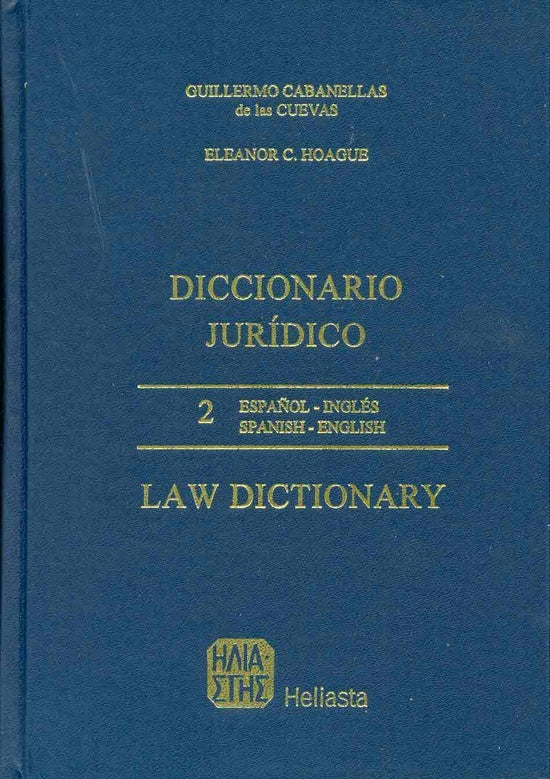 GUILLERMO CABANELLAS
de las CUEVAS
ELEANOR C. HOAGUE
DICCIONARIO
JURÍDICO
2
ESPAÑOL - INGLÉS
SPANISH - ENGLISH
LAW DICTIONARY
ΗΛΙΑ·
ΣΤΗΣ
Heliasta